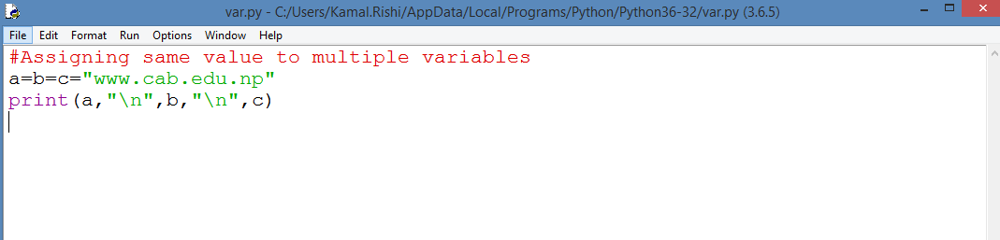 var.py - C:/Users/Kamal.Rishi/AppData/Local/Programs/Python/Python36-32/var.py (3.6.5)
File Edit Format Run Options Window Help
#Assigning same value to multiple variables
a=b=c="www.cab.edu.np"
print(a,"\n",b,"\n",c)